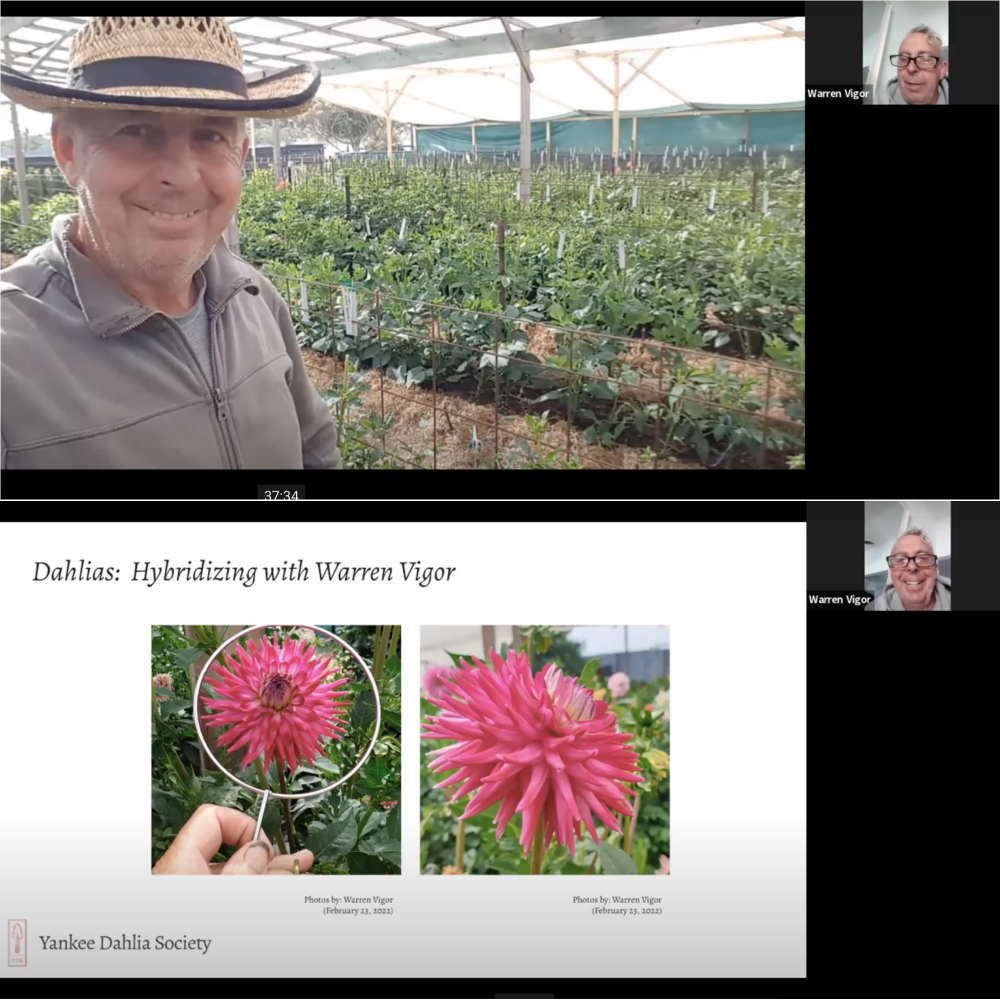 Warren Vigor
37:34
Dahlias: Hybridizing with Warren Vigor
Warren Vigor
Photos by: Warren Vigor
(February 23, 2022)
Photos by: Warren Vigor
(February 23, 2022)
Yankee Dahlia Society